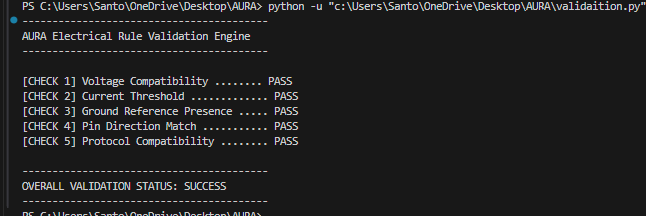 PS C:\Users\Santo\OneDrive\Desktop\AURA> python -u "c:\Users\Santo\OneDrive\Desktop\AURA\validaition.py"
-----------------------------------------
AURA Electrical Rule Validation Engine
-----------------------------------------
[CHECK 1] Voltage Compatibility ........ PASS
[CHECK 2] Current Threshold ............. PASS
[CHECK 3] Ground Reference Presence ..... PASS
[CHECK 4] Pin Direction Match ........... PASS
[CHECK 5] Protocol Compatibility ........ PASS
-----------------------------------------
OVERALL VALIDATION STATUS: SUCCESS
-----------------------------------------
PS C:\Users\Santo\OneDrive\Desktop\AURA>